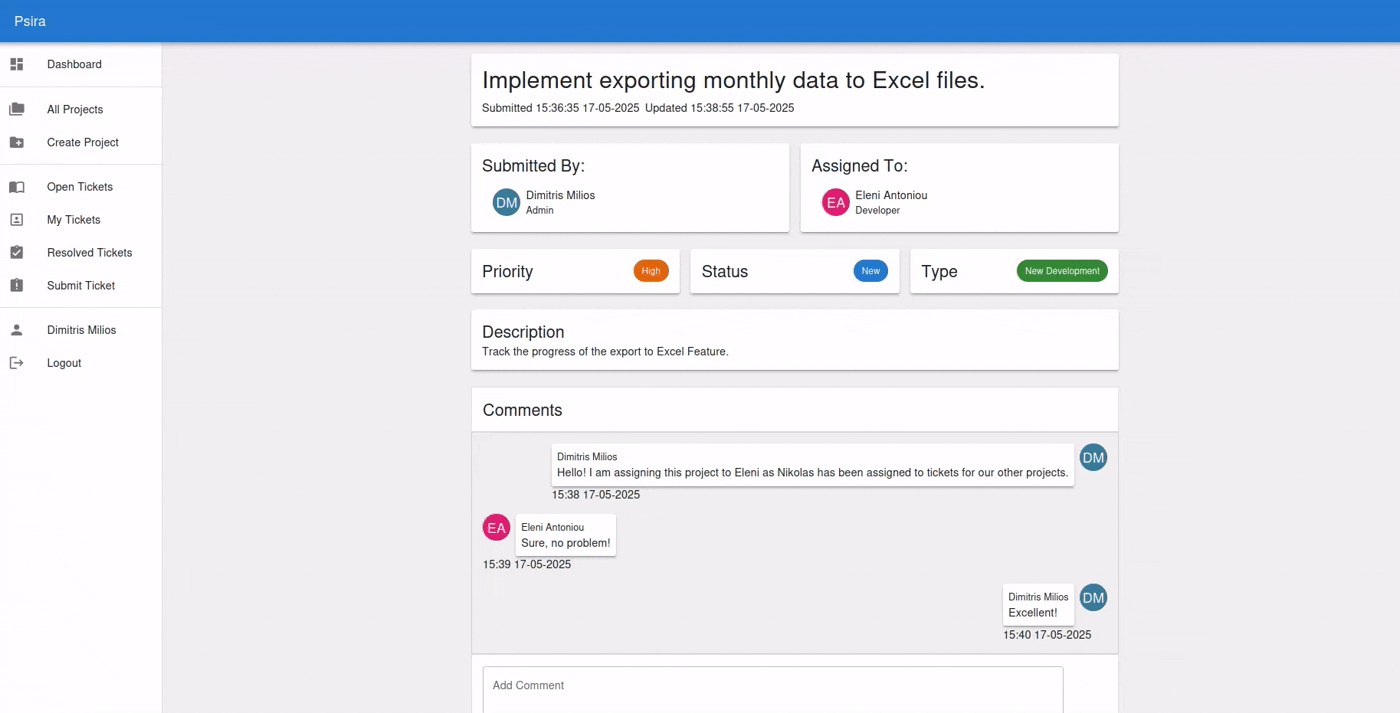 Psira
Dashboard
All Projects
Create Project
Open Tickets
My Tickets
Resolved Tickets
Submit Ticket
Dimitris Milios
Logout
Implement exporting monthly data to Excel files.
Submitted 15:36:35 17-05-2025 Updated 15:38:55 17-05-2025
Submitted By:
DM
Dimitris Milios
Admin
Assigned To:
EA
Eleni Antoniou
Developer
Priority High
Status New
Type New Development
Description
Track the progress of the export to Excel Feature.
Comments
Dimitris Milios
DM
Hello! I am assigning this project to Eleni as Nikolas has been assigned to tickets for our other projects.
15:38 17-05-2025
EA
Eleni Antoniou
Sure, no problem!
15:39 17-05-2025
Dimitris Milios
DM
Excellent!
15:40 17-05-2025
Add Comment